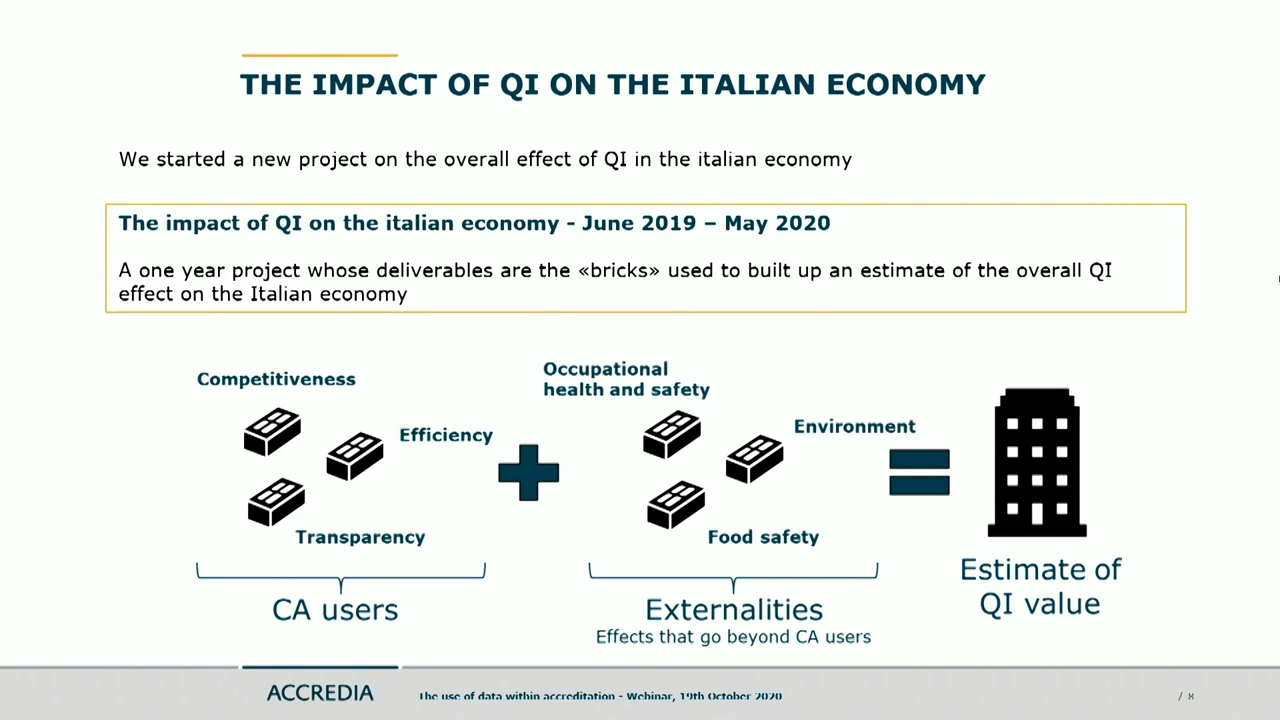 THE IMPACT OF QI ON THE ITALIAN ECONOMY
We started a new project on the overall effect of QI in the italian economy
The impact of QI on the italian economy - June 2019 – May 2020
A one year project whose deliverables are the «bricks» used to built up an estimate of the overall QI
effect on the Italian economy
Competitiveness
Efficiency
Transparency
CA users
Occupational
health and safety
Environment
Food safety
Externalities
Effects that go beyond CA users
Estimate of
QI value
ACCREDIA
The use of data within accreditation - Webinar, 19th October 2020
/ 8